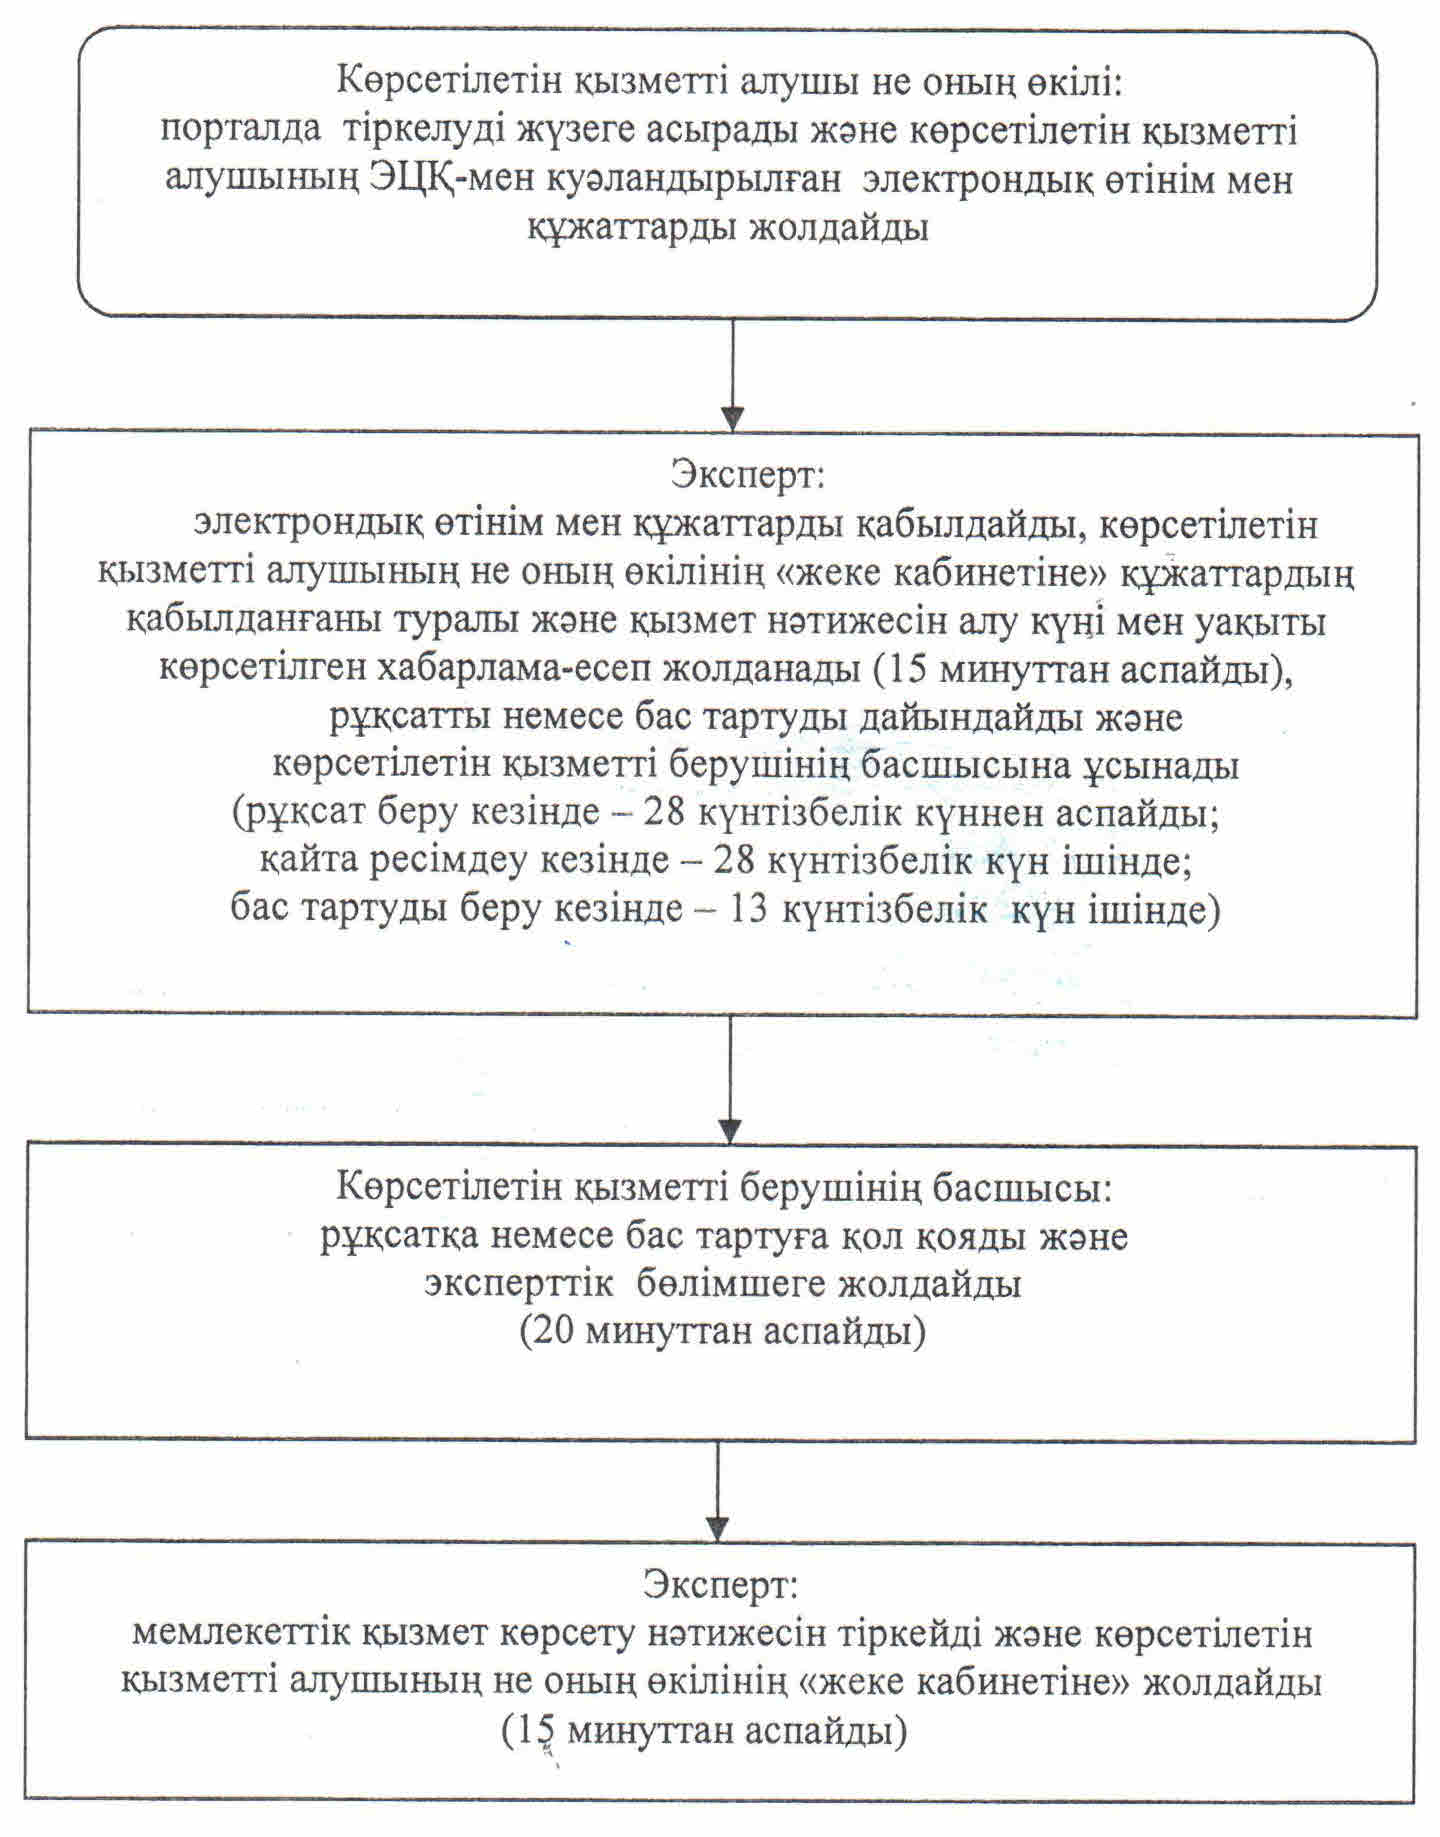 Көрсетілетін қызметті алушы не оның өкілі:
порталда тіркелуді жүзеге асырады және көрсетілетін қызметті
алушының ЭЦҚ-мен куәландырылған электрондық өтінім мен
құжаттарды жолдайды
Эксперт:
электрондық өтінім мен құжаттарды қабылдайды, көрсетілетін
қызметті алушының не оның өкілінің «жеке кабинетіне» құжаттардың
қабылданғаны туралы және қызмет нәтижесін алу күні мен уақыты
көрсетілген хабарлама-есеп жолданады (15 минуттан аспайды),
рұқсатты немесе бас тартуды дайындайды және
көрсетілетін қызметті берушінің басшысына ұсынады
(рұқсат беру кезінде – 28 күнтізбелік күннен аспайды;
қайта ресімдеу кезінде – 28 күнтізбелік күн ішінде;
бас тартуды беру кезінде – 13 күнтізбелік күн ішінде)
Көрсетілетін қызметті берушінің басшысы:
рұқсатқа немесе бас тартуға қол қояды және
эксперттік бөлімшеге жолдайды
(20 минуттан аспайды)
Эксперт:
мемлекеттік қызмет көрсету нәтижесін тіркейді және көрсетілетін
қызметті алушының не оның өкілінің «жеке кабинетіне» жолдайды
(15 минуттан аспайды)